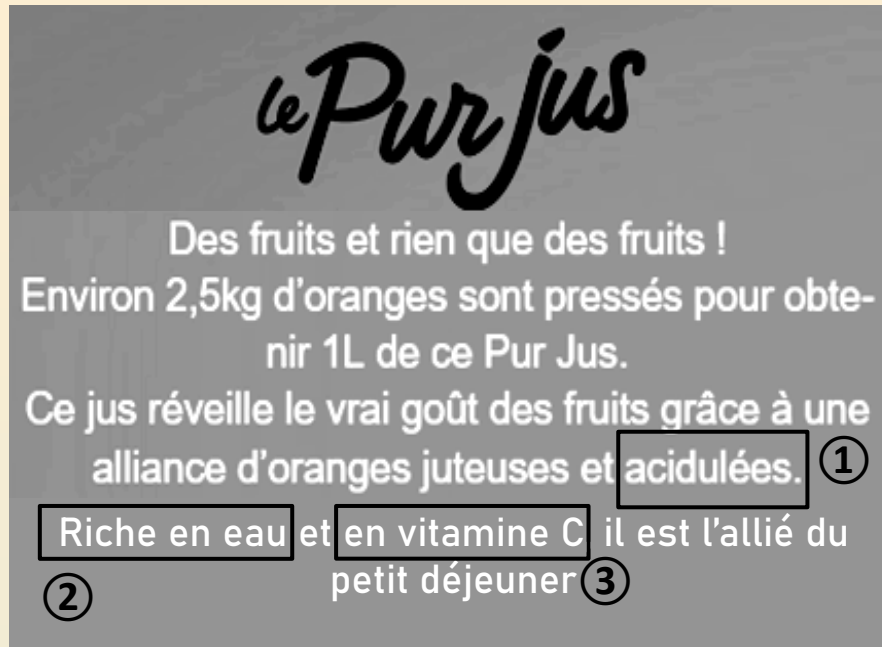 le Pur jus
Des fruits et rien que des fruits !
Environ 2,5kg d'oranges sont pressés pour obte-
nir 1L de ce Pur Jus.
Ce jus réveille le vrai goût des fruits grâce à une
alliance d'oranges juteuses et acidulées. ①
Riche en eau et en vitamine C, il est l'allié du
② petit déjeuner ③